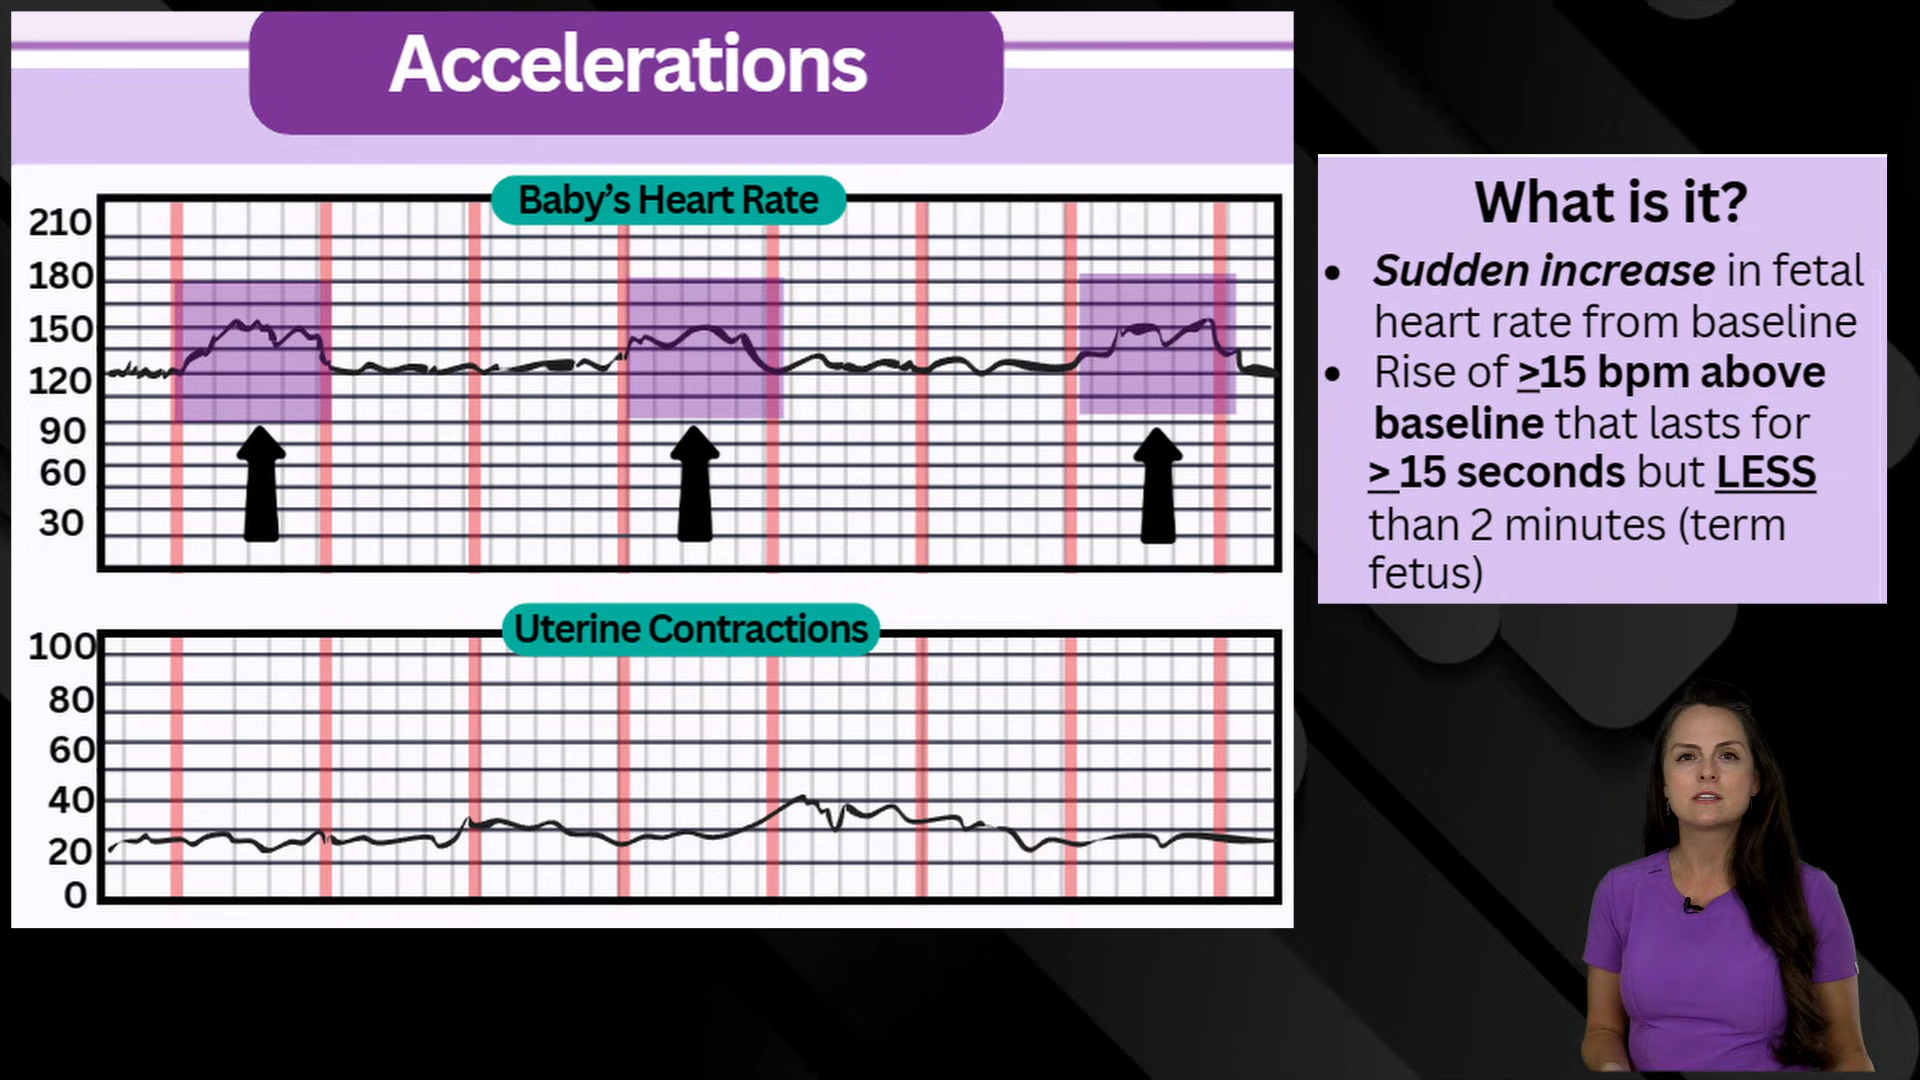 Accelerations
Baby's Heart Rate
210
180
150
120
90
60
30
Uterine Contractions
100
80
60
40
20
0
What is it?
• Sudden increase in fetal
heart rate from baseline
• Rise of ≥15 bpm above
baseline that lasts for
≥ 15 seconds but LESS
than 2 minutes (term
fetus)